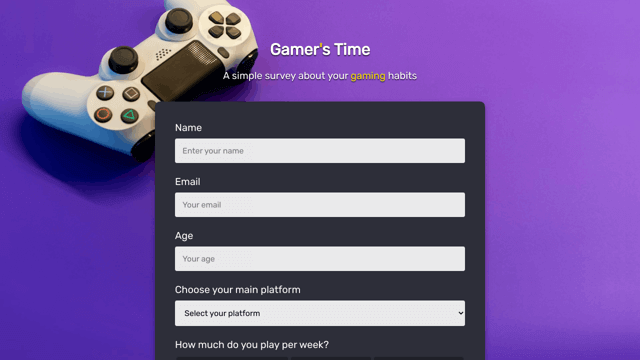 Gamer's Time
A simple survey about your gaming habits
Name
Enter your name
Email
Your email
Age
Your age
Choose your main platform
Select your platform
How much do you play per week?